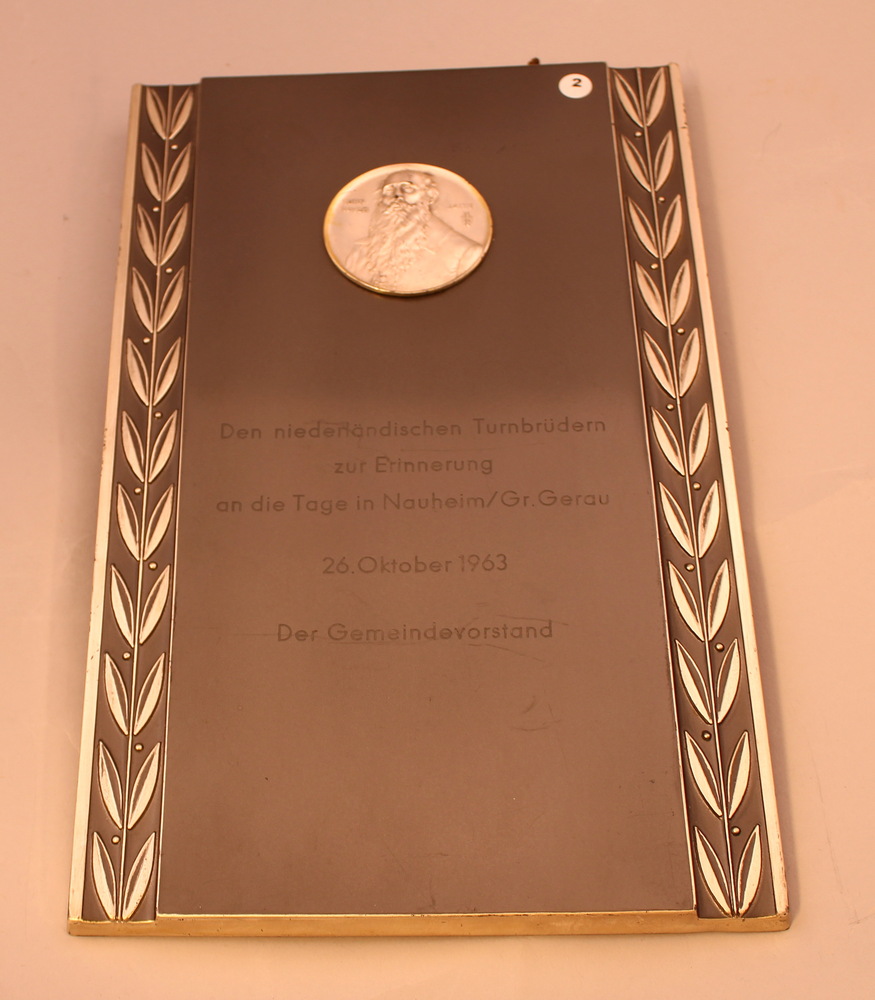 2
Den niederländischen Turnbrüdern
zur Erinnerung
an die Tage in Nauheim/Gr.Gerau
26.Oktober 1963
Der Gemeindevorstand